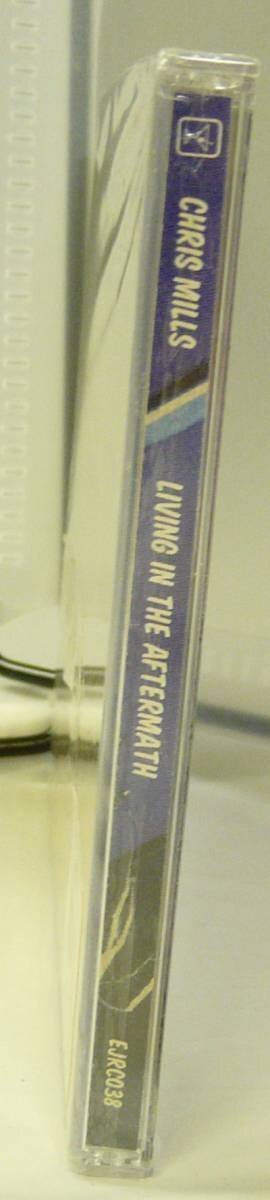 CHRIS MILLS
LIVING IN THE AFTERMATH
EJRC038